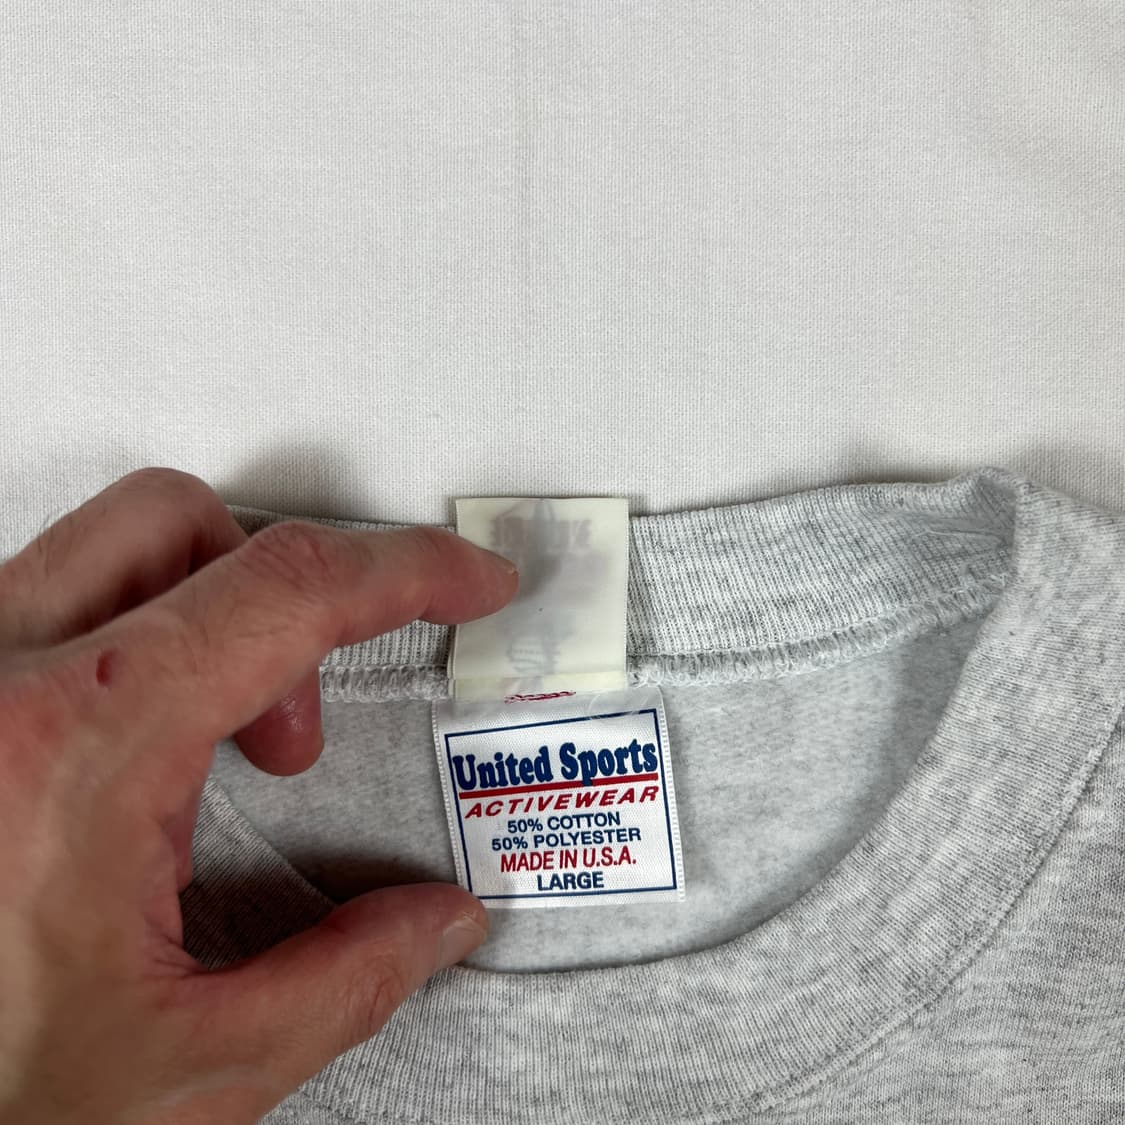 United Sports
ACTIVEWEAR
50% COTTON
50% POLYESTER
MADE IN U.S.A.
LARGE